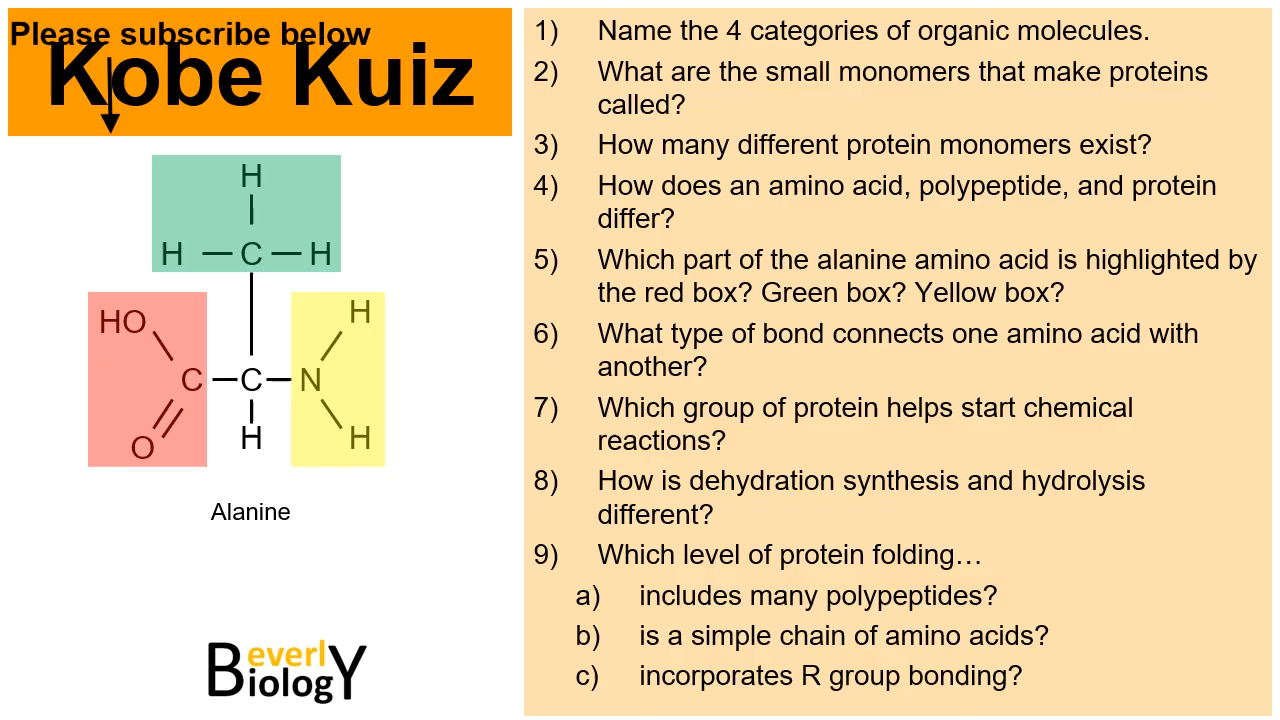 Please subscribe below
Kobe Kuiz
H
H C H
HO H
C C N
O H H
Alanine
Beverly
BiologY
1) Name the 4 categories of organic molecules.
2) What are the small monomers that make proteins
called?
3) How many different protein monomers exist?
4) How does an amino acid, polypeptide, and protein
differ?
5) Which part of the alanine amino acid is highlighted by
the red box? Green box? Yellow box?
6) What type of bond connects one amino acid with
another?
7) Which group of protein helps start chemical
reactions?
8) How is dehydration synthesis and hydrolysis
different?
9) Which level of protein folding…
a) includes many polypeptides?
b) is a simple chain of amino acids?
c) incorporates R group bonding?